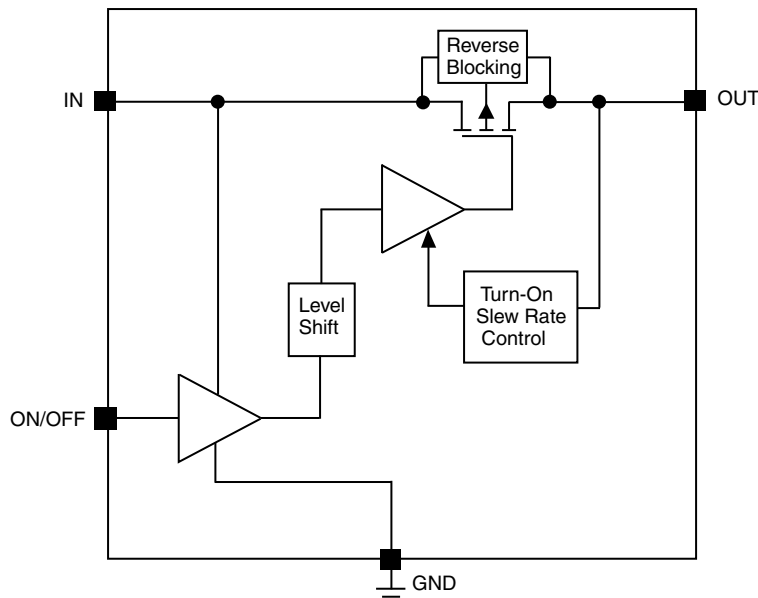 Reverse
Blocking
IN
OUT
Level
Shift
Turn-On
Slew Rate
Control
ON/OFF
GND